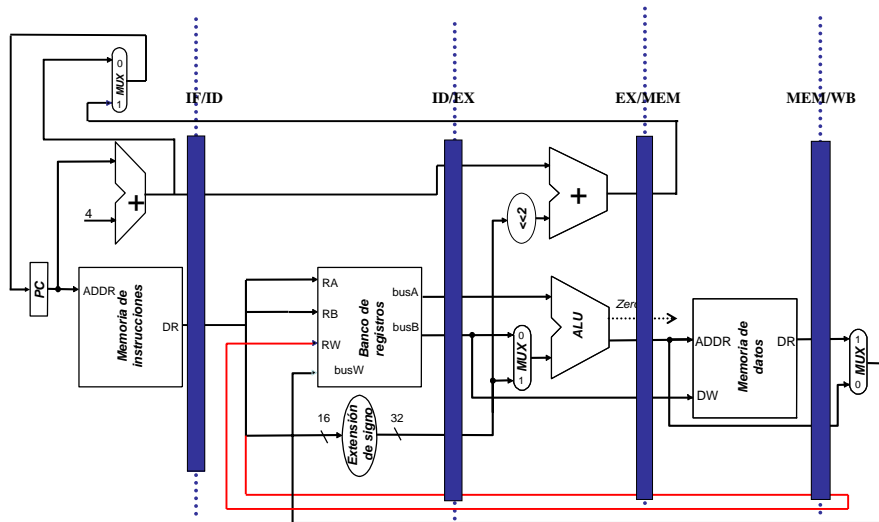 0
MUX
1
IF/ID
ID/EX
EX/MEM
MEM/WB
+
4
<<2
+
PC
ADDR
Memoria de
instrucciones
DR
RA
RB
RW
busW
Banco de
registros
busA
busB
0
MUX
1
ALU
Zero
ADDR
DW
Memoria de
datos
DR
1
MUX
0
16
Extensión
de signo
32